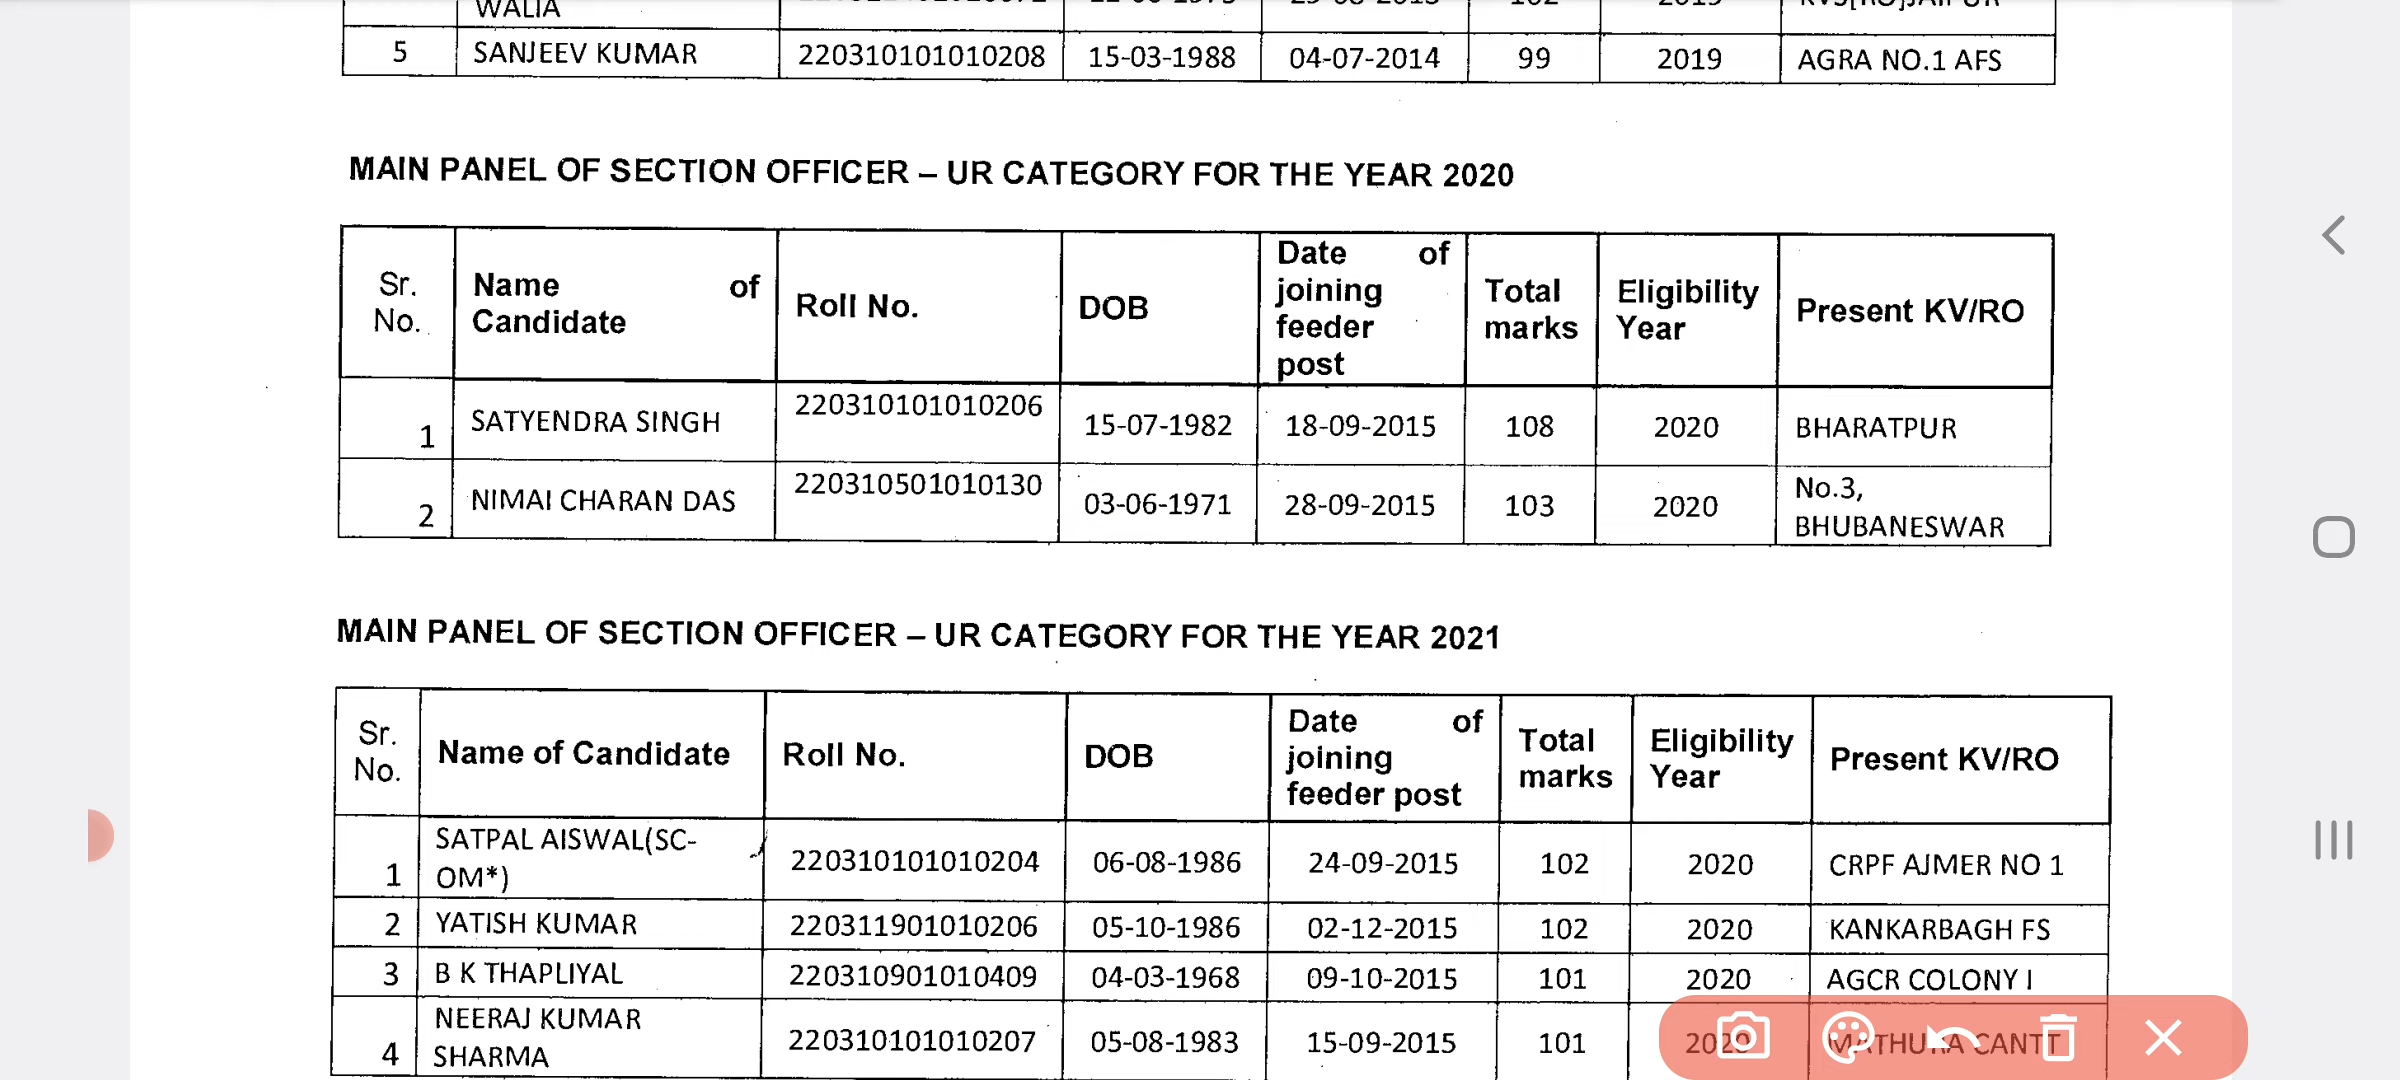 WALIA
5 SANJEEV KUMAR 220310101010208 15-03-1988 04-07-2014 99 2019 AGRA NO.1 AFS
MAIN PANEL OF SECTION OFFICER – UR CATEGORY FOR THE YEAR 2020
Sr. No. Name of Candidate Roll No. DOB Date of joining feeder post Total marks Eligibility Year Present KV/RO
1 SATYENDRA SINGH 220310101010206 15-07-1982 18-09-2015 108 2020 BHARATPUR
2 NIMAI CHARAN DAS 220310501010130 03-06-1971 28-09-2015 103 2020 No.3, BHUBANESWAR
MAIN PANEL OF SECTION OFFICER – UR CATEGORY FOR THE YEAR 2021
Sr. No. Name of Candidate Roll No. DOB Date of joining feeder post Total marks Eligibility Year Present KV/RO
1 SATPAL AISWAL(SC-OM*) 220310101010204 06-08-1986 24-09-2015 102 2020 CRPF AJMER NO 1
2 YATISH KUMAR 220311901010206 05-10-1986 02-12-2015 102 2020 KANKARBAGH FS
3 B K THAPLIYAL 220310901010409 04-03-1968 09-10-2015 101 2020 AGCR COLONY I
4 NEERAJ KUMAR SHARMA 220310101010207 05-08-1983 15-09-2015 101 2020 MATHURA CANTT